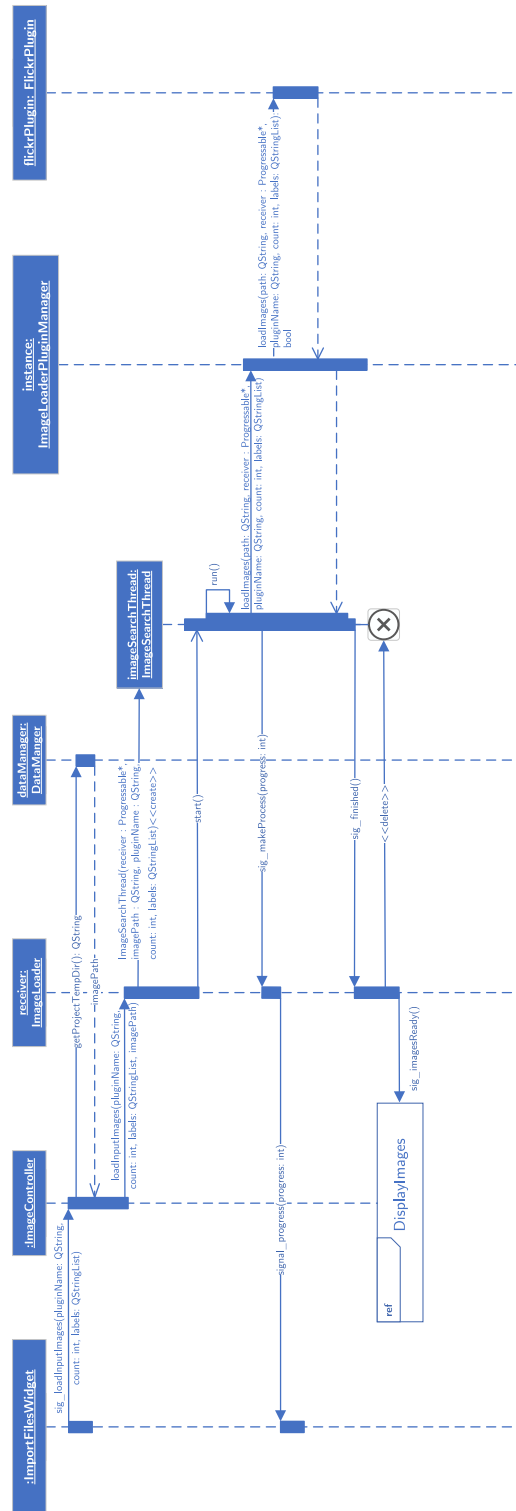 :ImportFilesWidget
:ImageController
receiver:
ImageLoader
dataManager:
DataManger
imageSearchThread:
ImageSearchThread
instance:
ImageLoaderPluginManager
flickrPlugin: FlickrPlugin
sig_loadInputImages(pluginName: QString,
count: int, labels: QStringList)
getProjectTempDir(): QString
imagePath
loadInputImages(pluginName: QString,
count: int, labels: QStringList, imagePath)
ImageSearchThread(receiver : Progressable*,
imagePath : QString, pluginName : QString,
count: int, labels: QStringList)<<create>>
start()
run()
loadImages(path: QString, receiver : Progressable*,
pluginName: QString, count: int, labels: QStringList)
loadImages(path: QString, receiver : Progressable*,
pluginName: QString, count: int, labels: QStringList):
bool
sig_makeProcess(progress: int)
signal_progress(progress: int)
sig_finished()
<<delete>>
sig_imagesReady()
ref
DisplayImages